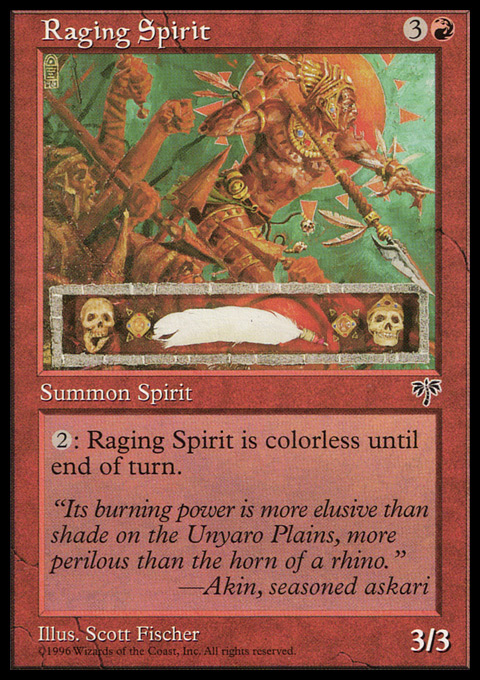 Raging Spirit 3
Summon Spirit
2: Raging Spirit is colorless until
end of turn.
“Its burning power is more elusive than
shade on the Unyaro Plains, more
perilous than the horn of a rhino.”
—Akin, seasoned askari
Illus. Scott Fischer
©1996 Wizards of the Coast, Inc. All rights reserved.
3/3